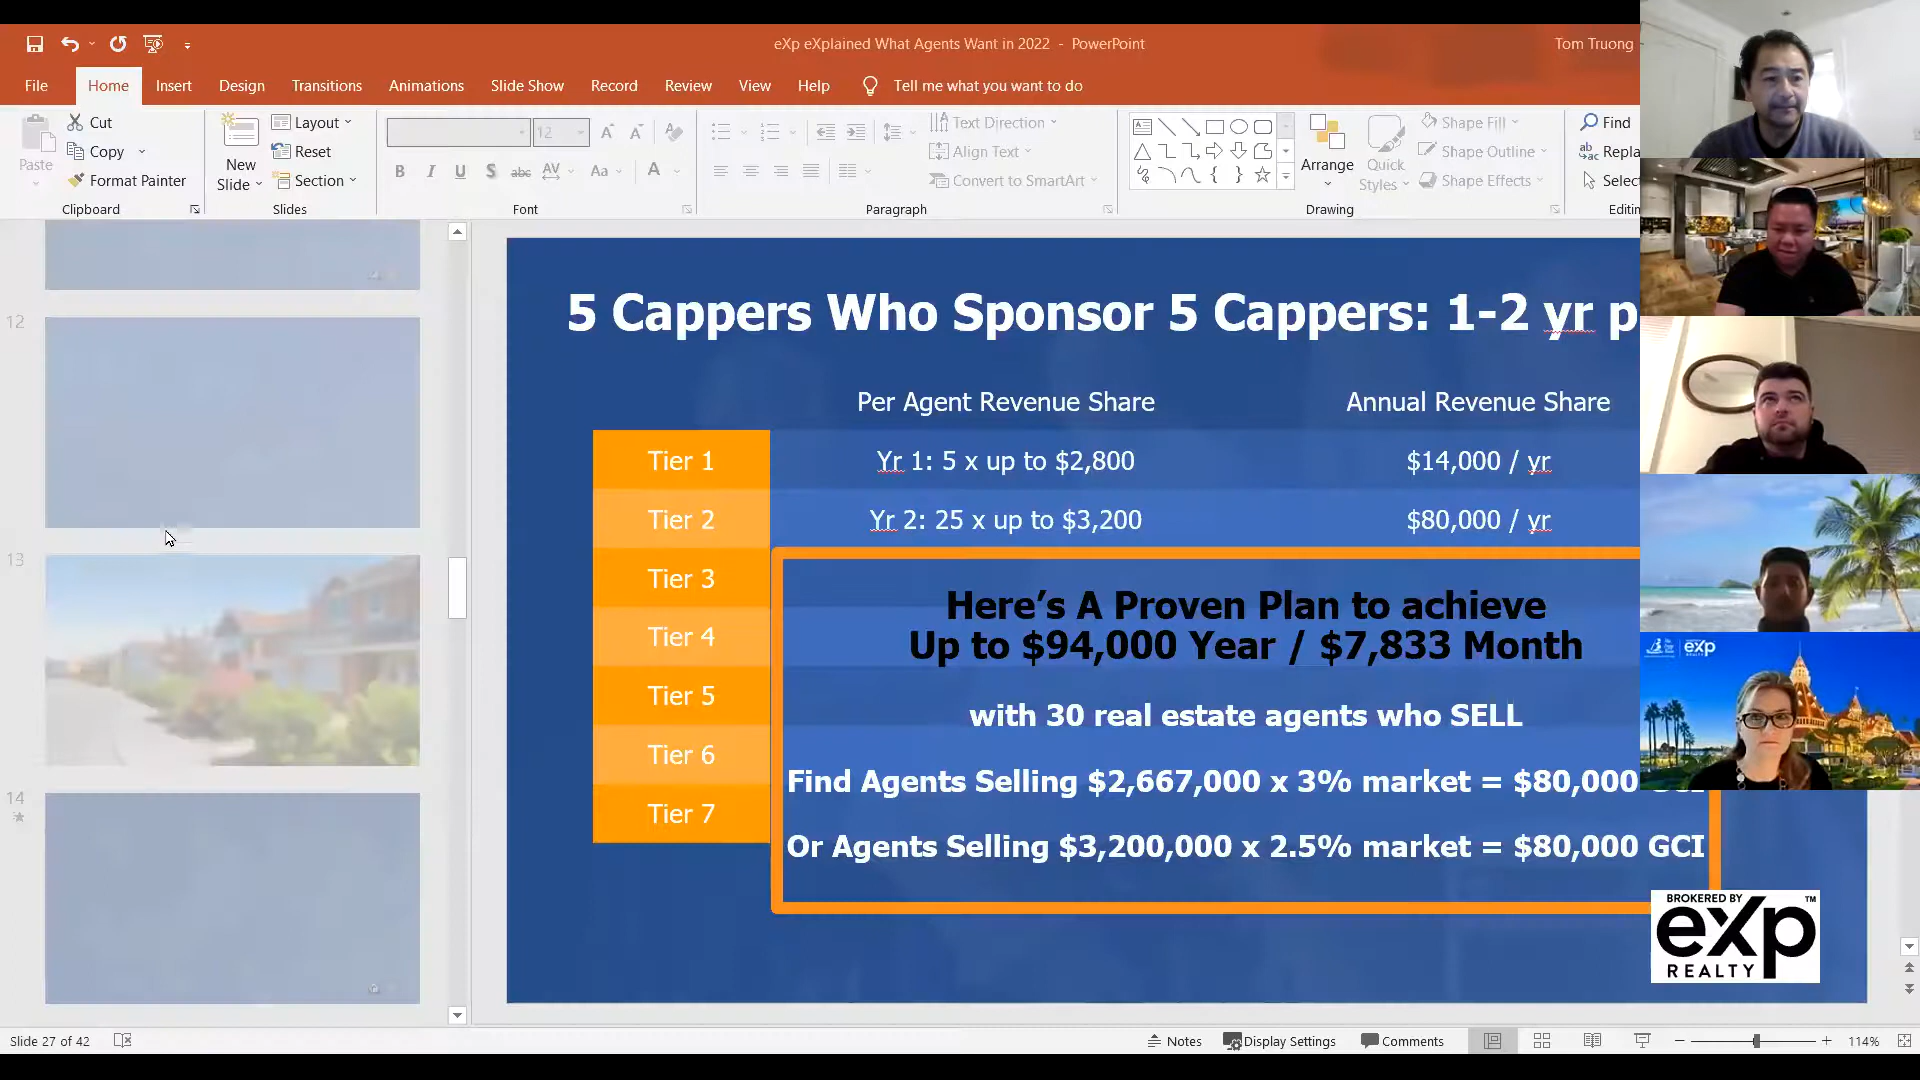 eXp eXplained What Agents Want in 2022 - PowerPoint
Tom Truong
File Home Insert Design Transitions Animations Slide Show Record Review View Help Tell me what you want to do
Paste
Cut
Copy
Format Painter
Clipboard
New
Slide
Layout
Reset
Section
Slides
12
Font
Text Direction
Align Text
Convert to SmartArt
Paragraph
Arrange
Quick
Styles
Shape Fill
Shape Outline
Shape Effects
Drawing
Find
Repla
Selec
Editin
12
13
14
5 Cappers Who Sponsor 5 Cappers: 1-2 yr p
Per Agent Revenue Share Annual Revenue Share
Tier 1 Yr 1: 5 x up to $2,800 $14,000 / yr
Tier 2 Yr 2: 25 x up to $3,200 $80,000 / yr
Tier 3
Tier 4
Tier 5
Tier 6
Tier 7
Here's A Proven Plan to achieve
Up to $94,000 Year / $7,833 Month
with 30 real estate agents who SELL
Find Agents Selling $2,667,000 x 3% market = $80,000
Or Agents Selling $3,200,000 x 2.5% market = $80,000 GCI
BROKERED BY
eXp™
REALTY
exp
REALTY
Slide 27 of 42
Notes Display Settings Comments 114%